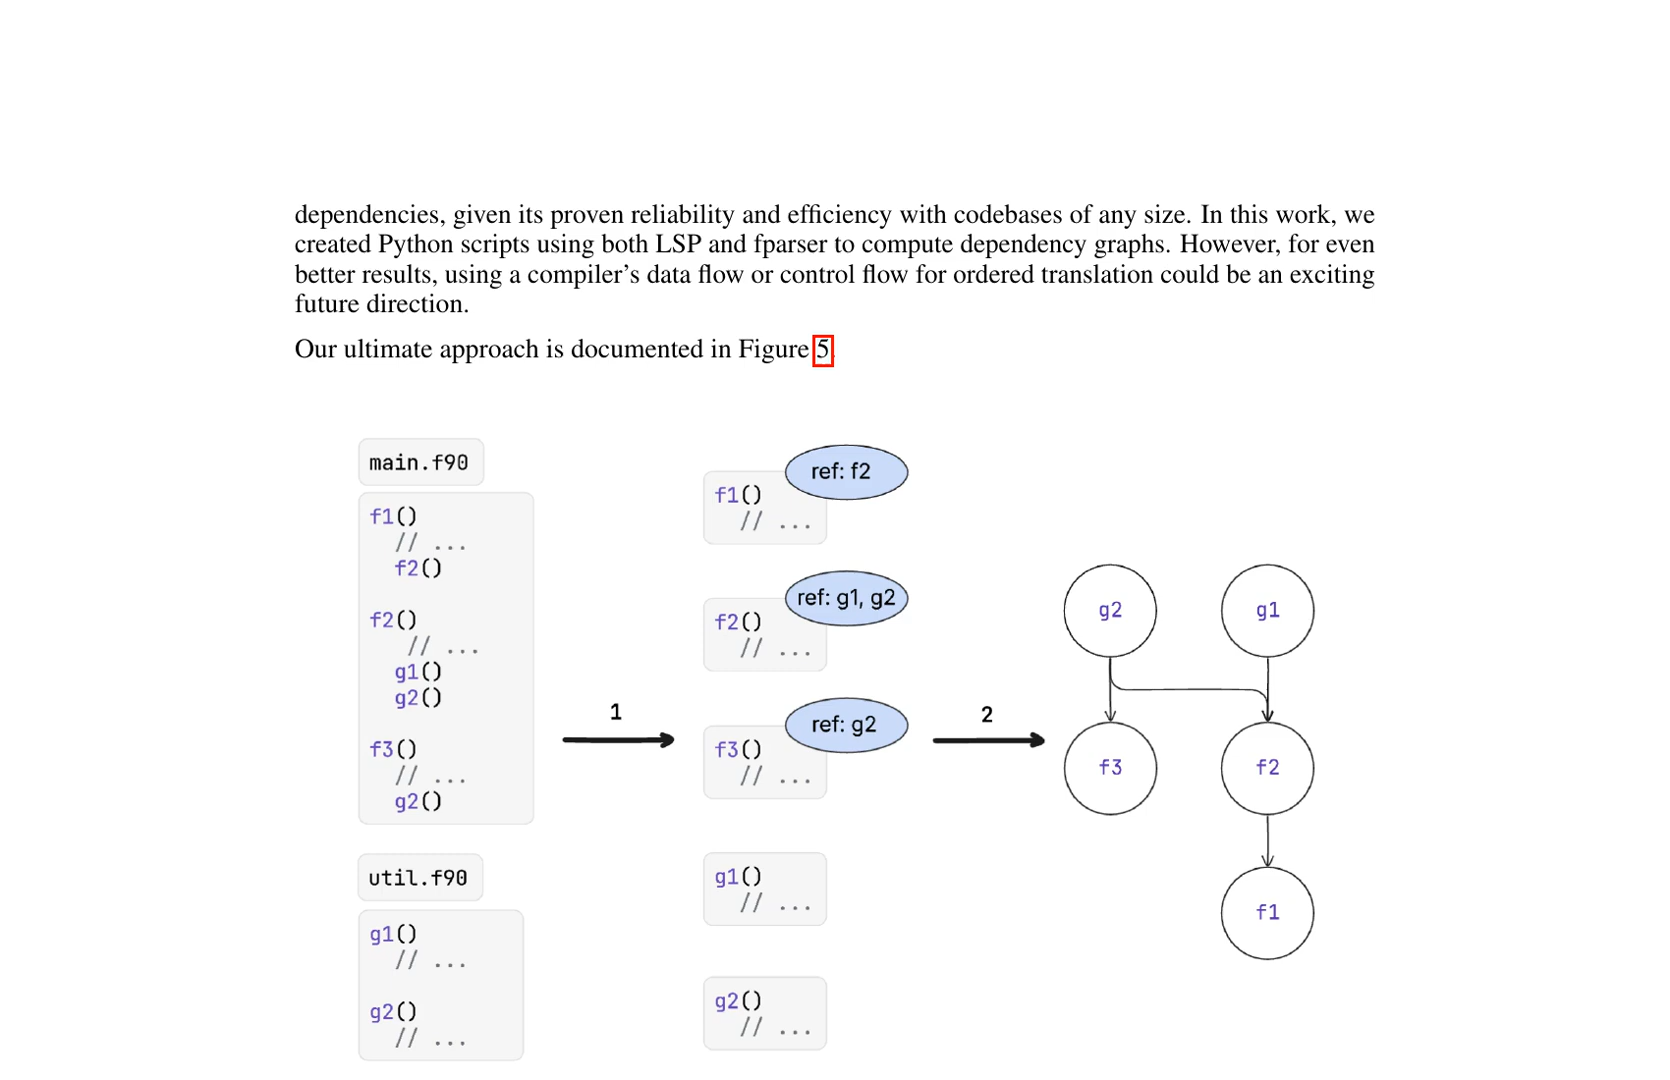 dependencies, given its proven reliability and efficiency with codebases of any size. In this work, we
created Python scripts using both LSP and fparser to compute dependency graphs. However, for even
better results, using a compiler's data flow or control flow for ordered translation could be an exciting
future direction.
Our ultimate approach is documented in Figure 5
main.f90
f1()
// ...
f2()
f2()
// ...
g1()
g2()
f3()
// ...
g2()
util.f90
g1()
// ...
g2()
// ...
1
ref: f2
f1()
// ...
ref: g1, g2
f2()
// ...
ref: g2
f3()
// ...
g1()
// ...
g2()
// ...
2
g2
g1
f3
f2
f1